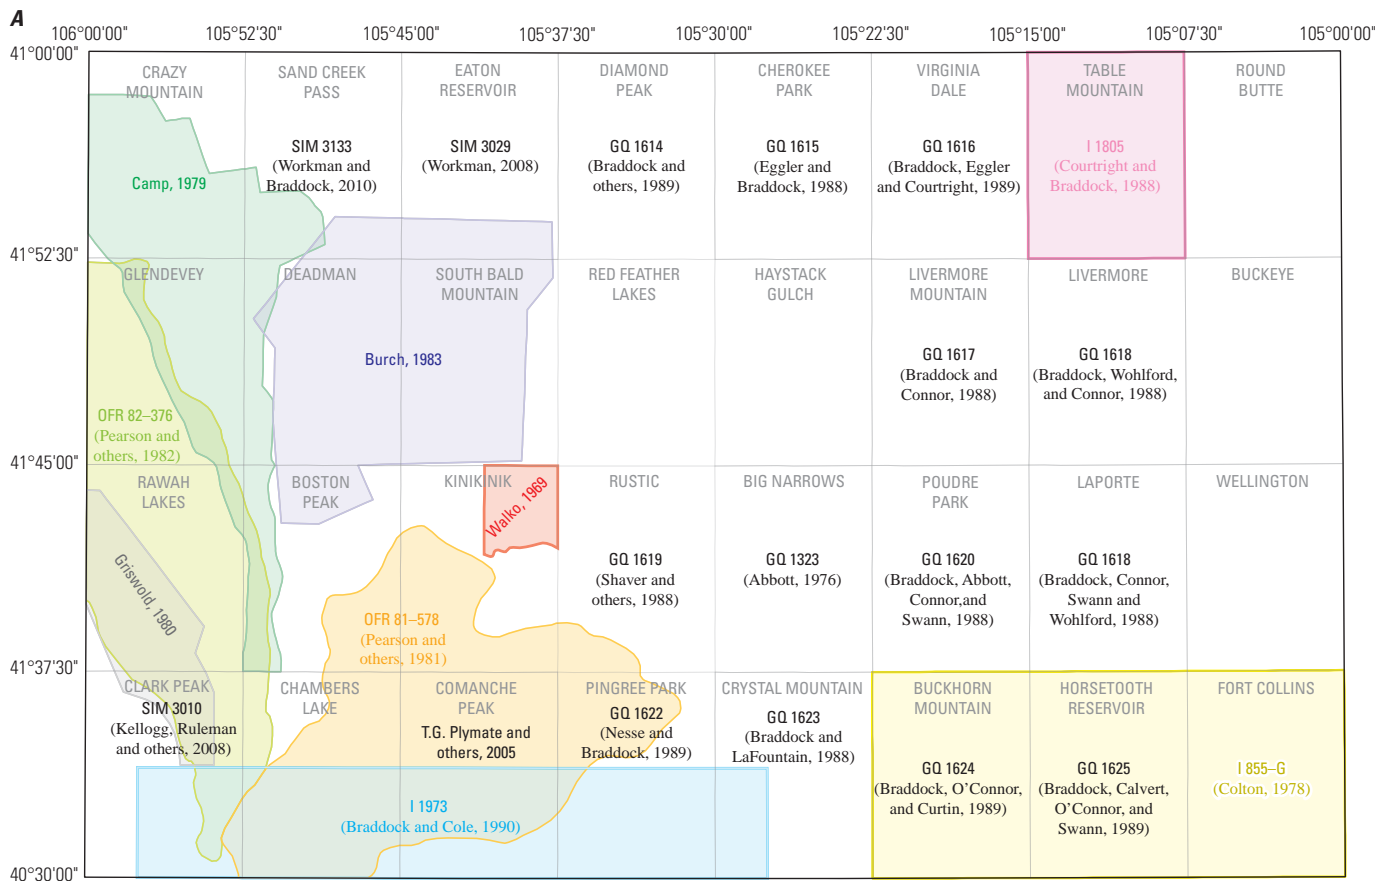 A
106°00'00" 105°52'30" 105°45'00" 105°37'30" 105°30'00" 105°22'30" 105°15'00" 105°07'30" 105°00'00"
41°00'00"
CRAZY
MOUNTAIN
SAND CREEK
PASS
EATON
RESERVOIR
DIAMOND
PEAK
CHEROKEE
PARK
VIRGINIA
DALE
TABLE
MOUNTAIN
ROUND
BUTTE
Camp, 1979
SIM 3133
(Workman and
Braddock, 2010)
SIM 3029
(Workman, 2008)
GQ 1614
(Braddock and
others, 1989)
GQ 1615
(Eggler and
Braddock, 1988)
GQ 1616
(Braddock, Eggler
and Courtright, 1989)
I 1805
(Courtright and
Braddock, 1988)
41°52'30"
GLENDEVEY
DEADMAN
SOUTH BALD
MOUNTAIN
RED FEATHER
LAKES
HAYSTACK
GULCH
LIVERMORE
MOUNTAIN
LIVERMORE
BUCKEYE
Burch, 1983
GQ 1617
(Braddock and
Connor, 1988)
GQ 1618
(Braddock, Wohlford,
and Connor, 1988)
OFR 82–376
(Pearson and
others, 1982)
41°45'00"
RAWAH
LAKES
BOSTON
PEAK
KINIKINIK
RUSTIC
BIG NARROWS
POUDRE
PARK
LAPORTE
WELLINGTON
Walko, 1969
Griswold, 1980
GQ 1619
(Shaver and
others, 1988)
GQ 1323
(Abbott, 1976)
GQ 1620
(Braddock, Abbott,
Connor,and
Swann, 1988)
GQ 1618
(Braddock, Connor,
Swann and
Wohlford, 1988)
OFR 81–578
(Pearson and
others, 1981)
41°37'30"
CLARK PEAK
SIM 3010
(Kellogg, Ruleman
and others, 2008)
CHAMBERS
LAKE
COMANCHE
PEAK
T.G. Plymate and
others, 2005
PINGREE PARK
GQ 1622
(Nesse and
Braddock, 1989)
CRYSTAL MOUNTAIN
GQ 1623
(Braddock and
LaFountain, 1988)
BUCKHORN
MOUNTAIN
HORSETOOTH
RESERVOIR
FORT COLLINS
GQ 1624
(Braddock, O’Connor,
and Curtin, 1989)
GQ 1625
(Braddock, Calvert,
O’Connor, and
Swann, 1989)
I 855–G
(Colton, 1978)
I 1973
(Braddock and Cole, 1990)
40°30'00"